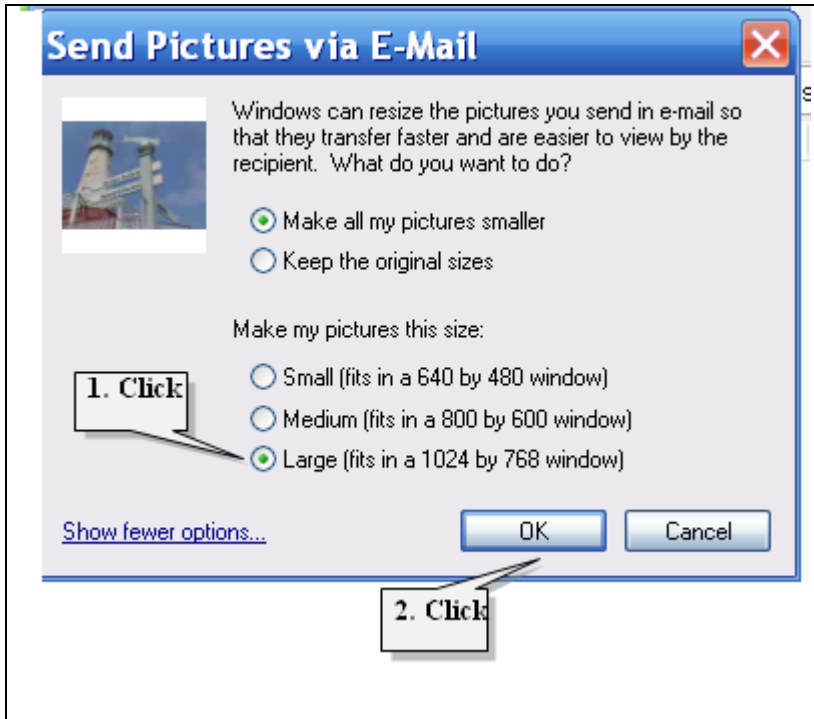 Send Pictures via E-Mail
Windows can resize the pictures you send in e-mail so
that they transfer faster and are easier to view by the
recipient. What do you want to do?
Make all my pictures smaller
Keep the original sizes
Make my pictures this size:
1. Click
Small (fits in a 640 by 480 window)
Medium (fits in a 800 by 600 window)
Large (fits in a 1024 by 768 window)
Show fewer options...
OK
Cancel
2. Click